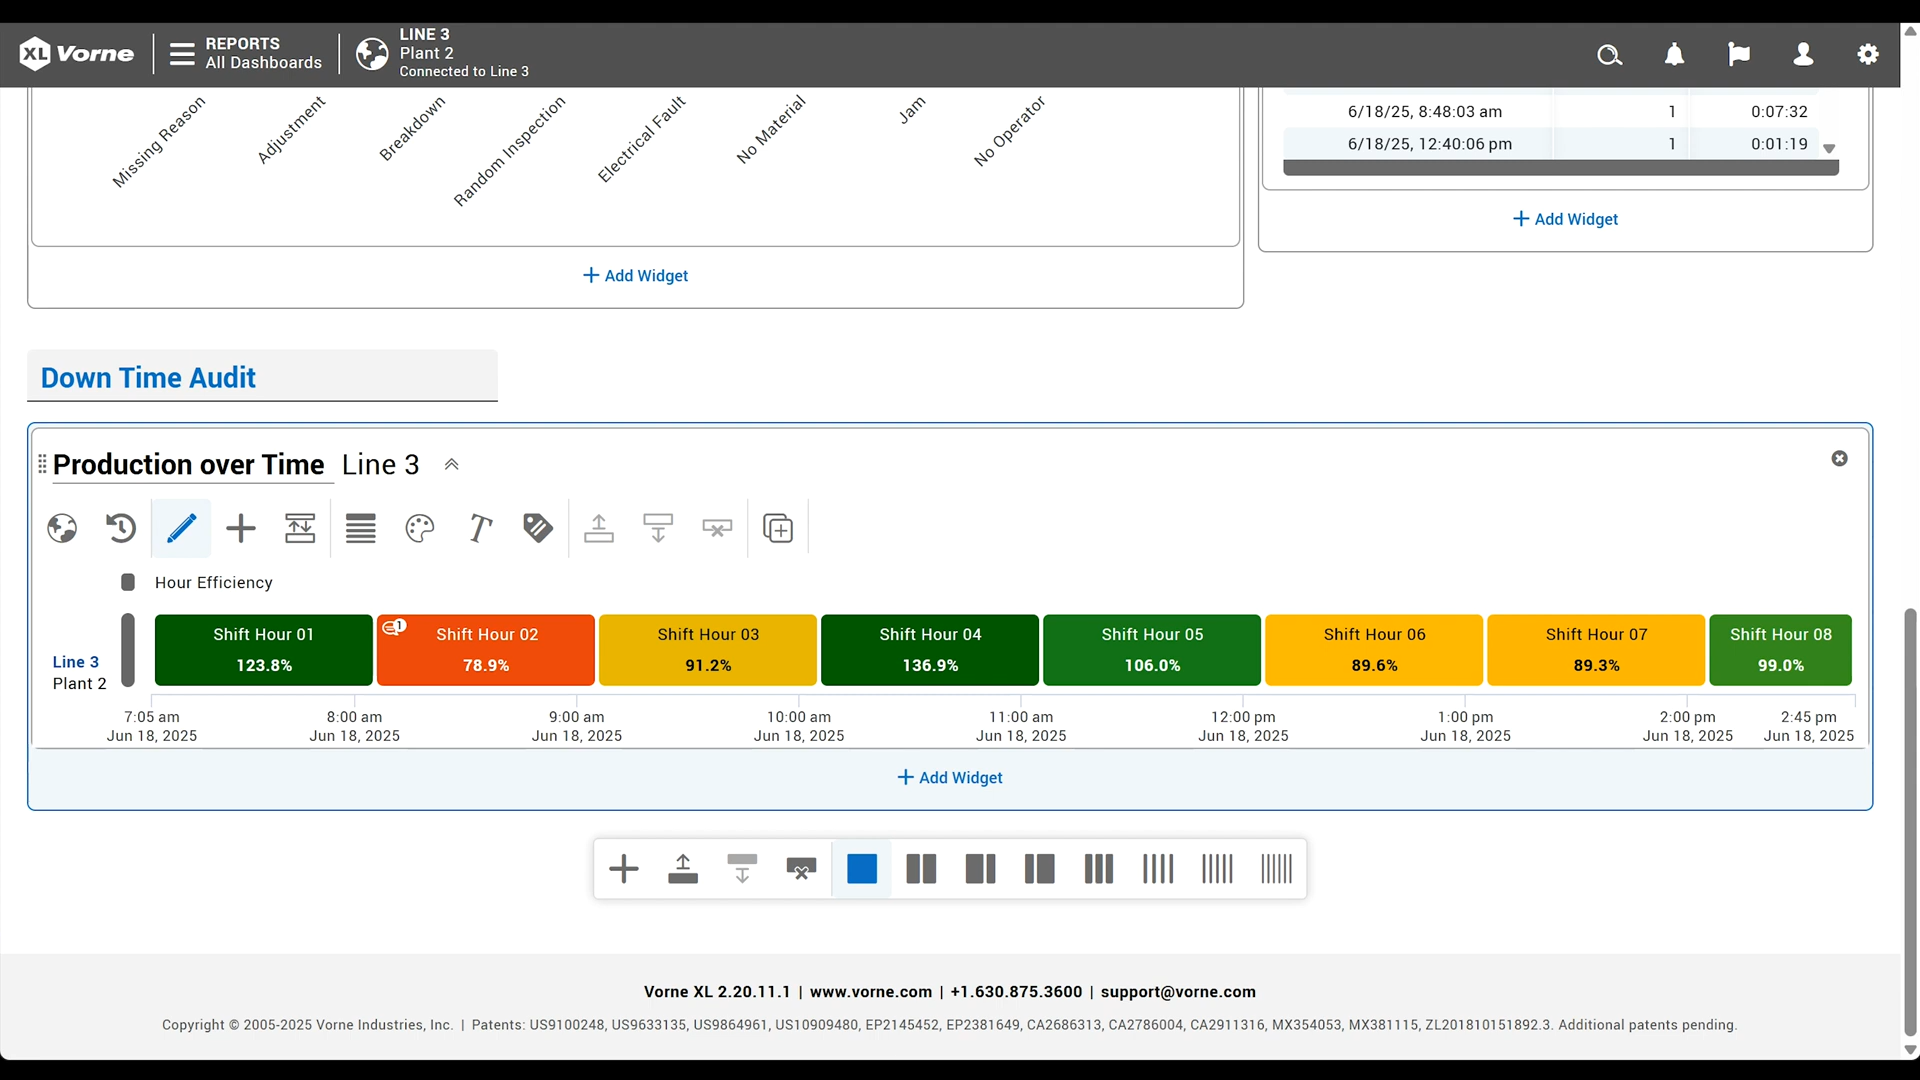 XL Vorne
REPORTS
All Dashboards
LINE 3
Plant 2
Connected to Line 3
Missing Reason
Adjustment
Breakdown
Random Inspection
Electrical Fault
No Material
Jam
No Operator
6/18/25, 8:48:03 am 1 0:07:32
6/18/25, 12:40:06 pm 1 0:01:19
Add Widget
Add Widget
Down Time Audit
Production over Time Line 3
Hour Efficiency
1
Shift Hour 01
123.8%
Shift Hour 02
78.9%
Shift Hour 03
91.2%
Shift Hour 04
136.9%
Shift Hour 05
106.0%
Shift Hour 06
89.6%
Shift Hour 07
89.3%
Shift Hour 08
99.0%
Line 3
Plant 2
7:05 am
Jun 18, 2025
8:00 am
Jun 18, 2025
9:00 am
Jun 18, 2025
10:00 am
Jun 18, 2025
11:00 am
Jun 18, 2025
12:00 pm
Jun 18, 2025
1:00 pm
Jun 18, 2025
2:00 pm
Jun 18, 2025
2:45 pm
Jun 18, 2025
Add Widget
Vorne XL 2.20.11.1 | www.vorne.com | +1.630.875.3600 | support@vorne.com
Copyright © 2005-2025 Vorne Industries, Inc. | Patents: US9100248, US9633135, US9864961, US10909480, EP2145452, EP2381649, CA2686313, CA2786004, CA2911316, MX354053, MX381115, ZL201810151892.3. Additional patents pending.